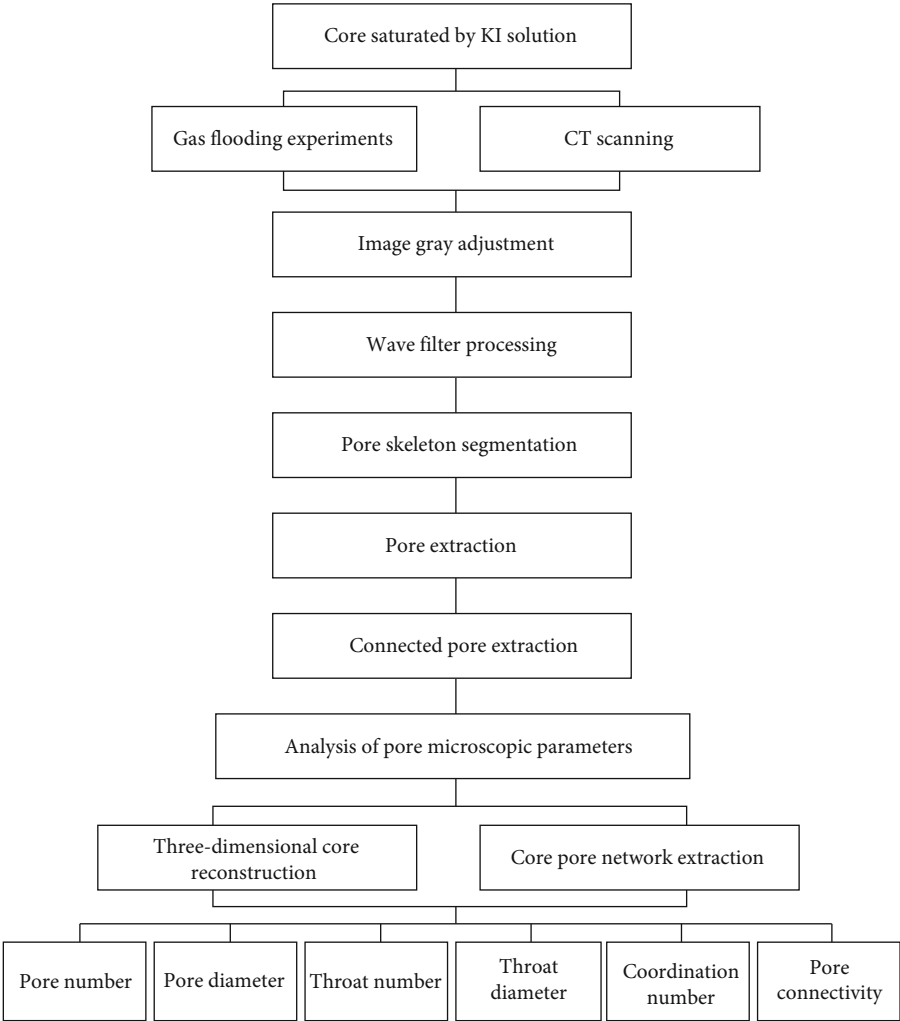 Core saturated by KI solution
Gas flooding experiments
CT scanning
Image gray adjustment
Wave filter processing
Pore skeleton segmentation
Pore extraction
Connected pore extraction
Analysis of pore microscopic parameters
Three-dimensional core
reconstruction
Core pore network extraction
Pore number
Pore diameter
Throat number
Throat
diameter
Coordination
number
Pore
connectivity